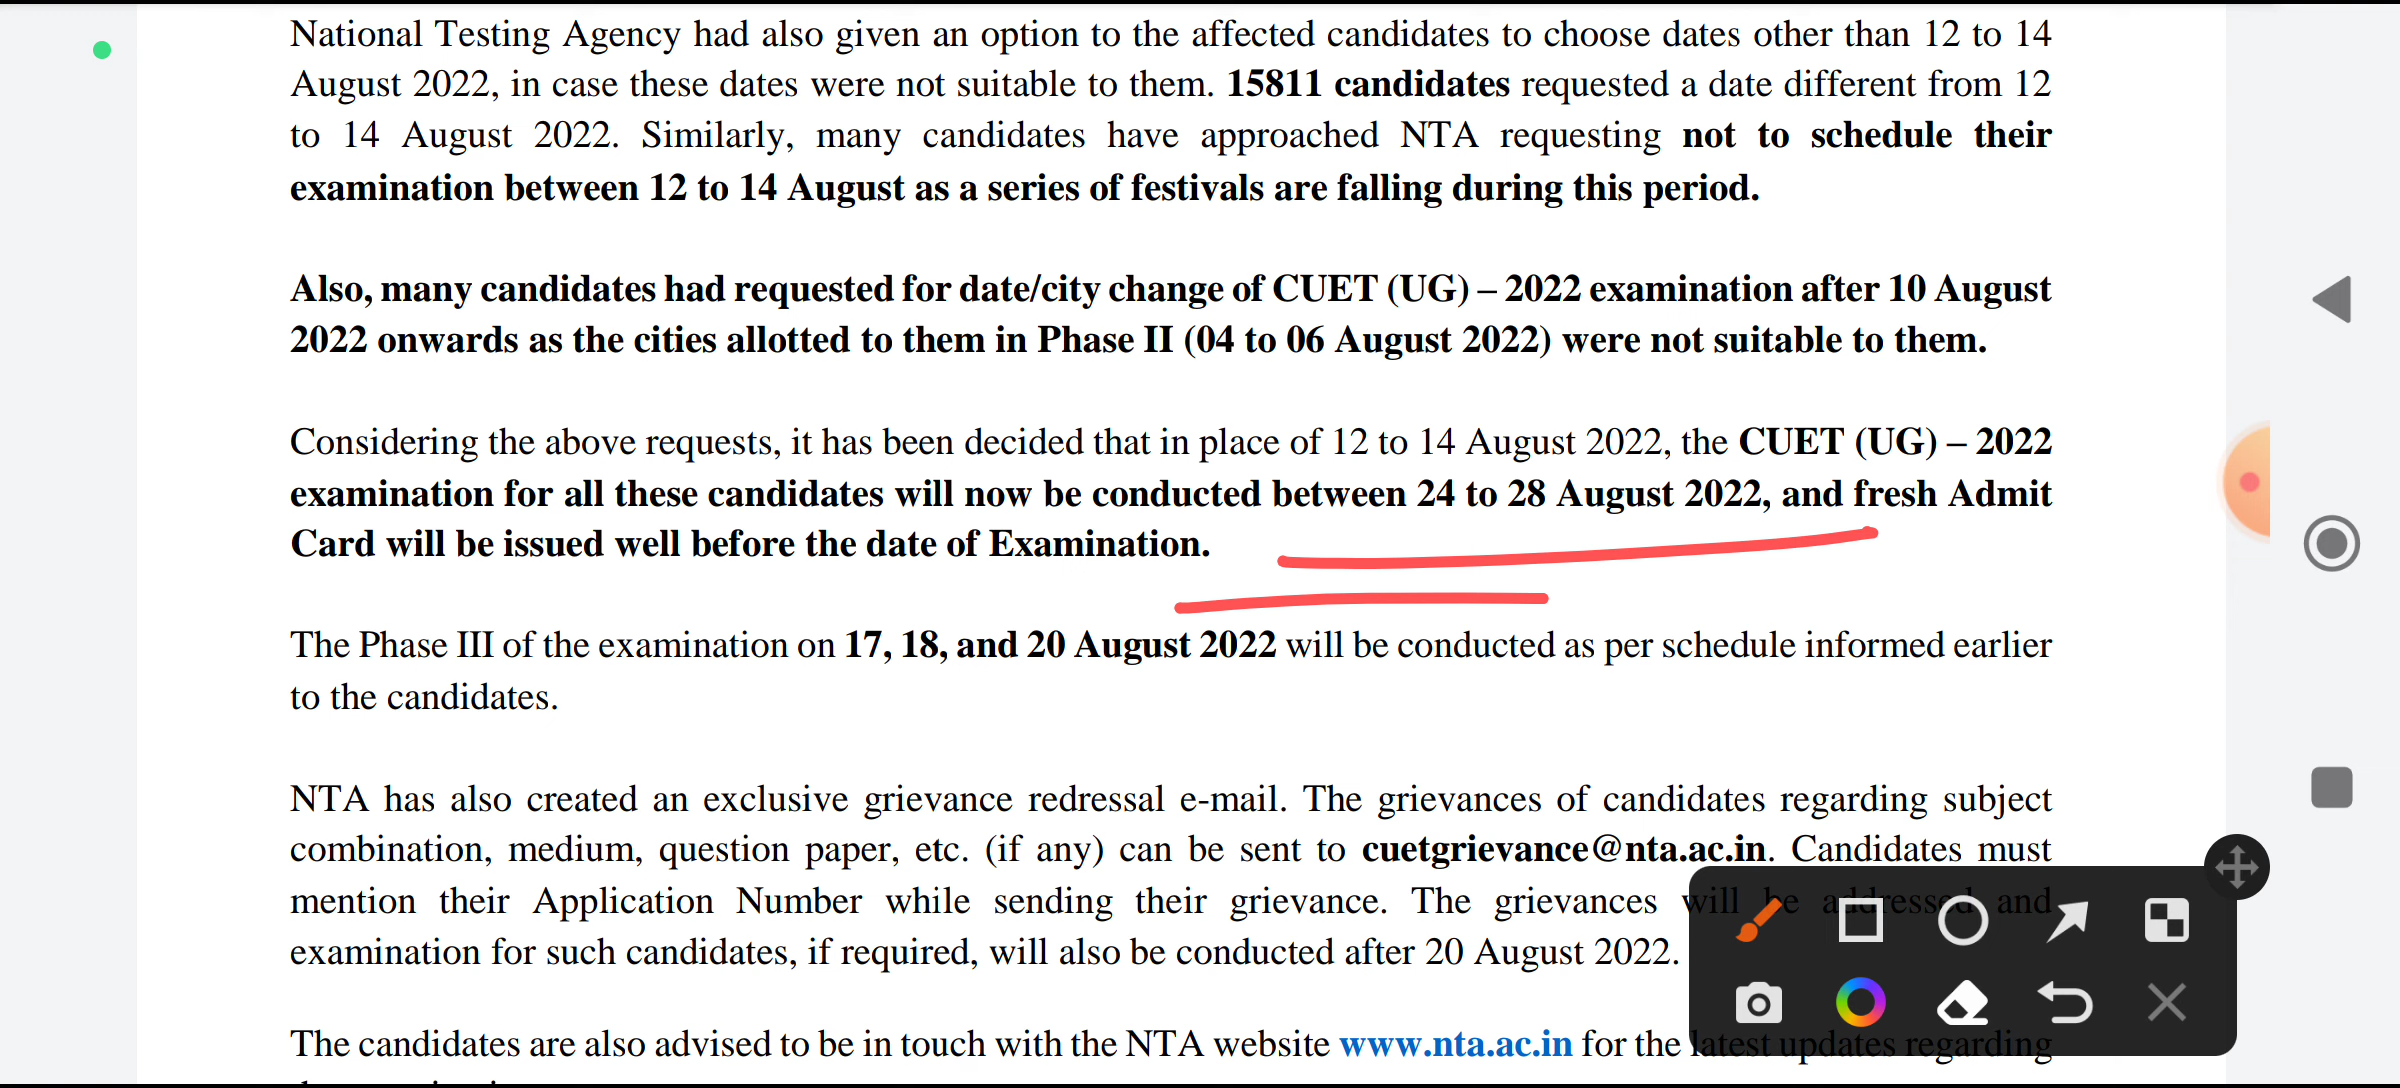 National Testing Agency had also given an option to the affected candidates to choose dates other than 12 to 14
August 2022, in case these dates were not suitable to them. 15811 candidates requested a date different from 12
to 14 August 2022. Similarly, many candidates have approached NTA requesting not to schedule their
examination between 12 to 14 August as a series of festivals are falling during this period.
Also, many candidates had requested for date/city change of CUET (UG) – 2022 examination after 10 August
2022 onwards as the cities allotted to them in Phase II (04 to 06 August 2022) were not suitable to them.
Considering the above requests, it has been decided that in place of 12 to 14 August 2022, the CUET (UG) – 2022
examination for all these candidates will now be conducted between 24 to 28 August 2022, and fresh Admit
Card will be issued well before the date of Examination.
The Phase III of the examination on 17, 18, and 20 August 2022 will be conducted as per schedule informed earlier
to the candidates.
NTA has also created an exclusive grievance redressal e-mail. The grievances of candidates regarding subject
combination, medium, question paper, etc. (if any) can be sent to cuetgrievance@nta.ac.in. Candidates must
mention their Application Number while sending their grievance. The grievances will be addressed and
examination for such candidates, if required, will also be conducted after 20 August 2022.
The candidates are also advised to be in touch with the NTA website www.nta.ac.in for the latest updates regarding